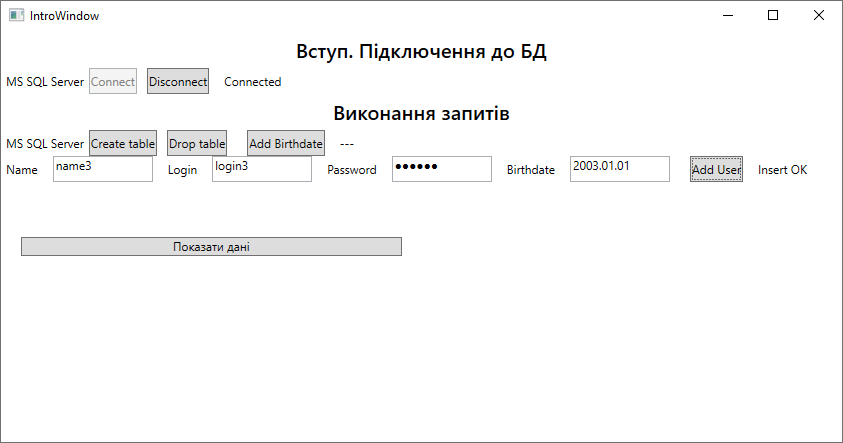 IntroWindow
Вступ. Підключення до БД
MS SQL Server Connect Disconnect Connected
Виконання запитів
MS SQL Server Create table Drop table Add Birthdate ---
Name name3 Login login3 Password ●●●●●● Birthdate 2003.01.01 Add User Insert OK
Показати дані